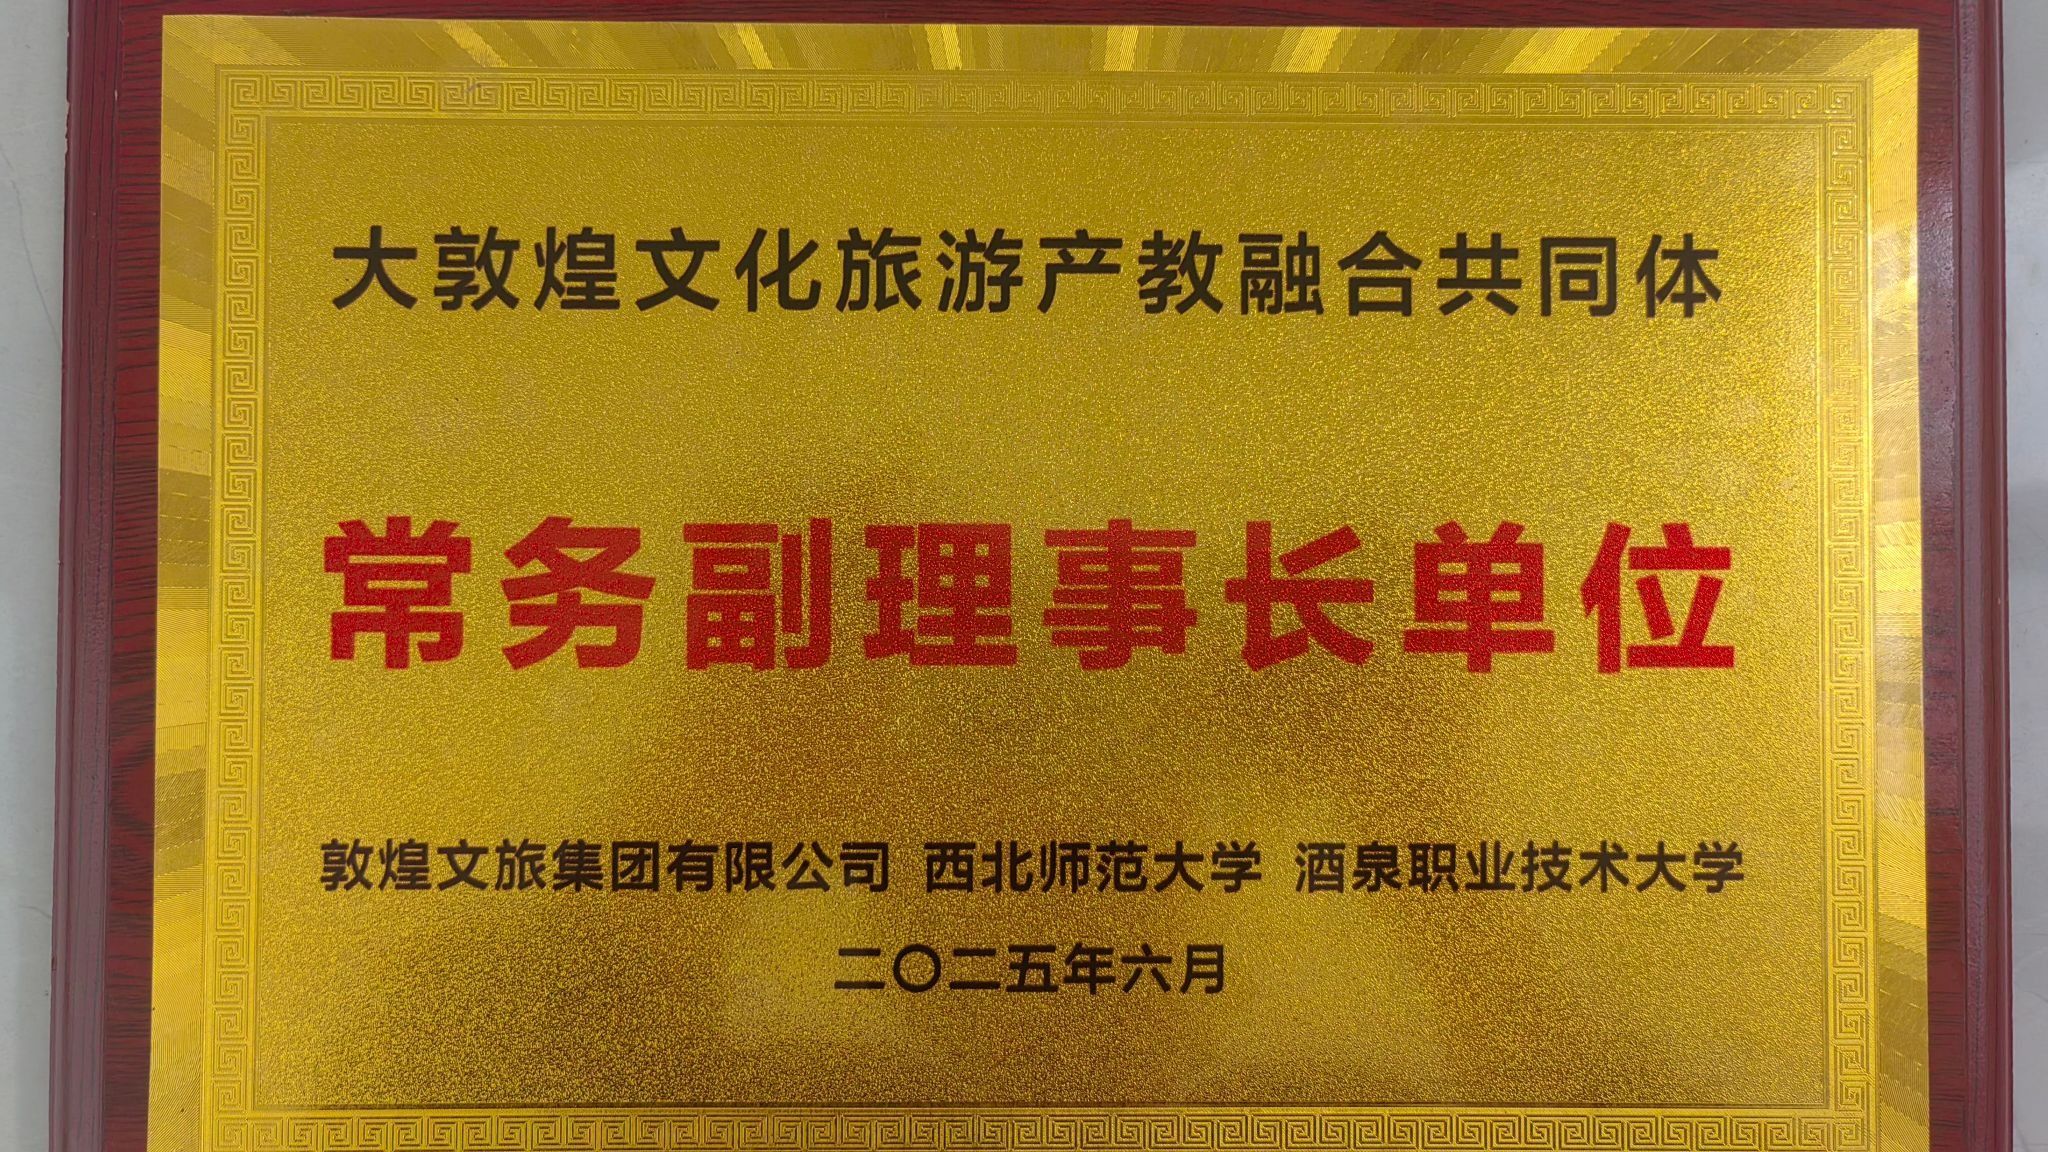 大敦煌文化旅游产教融合共同体
常务副理事长单位
敦煌文旅集团有限公司 西北师范大学 酒泉职业技术大学
二〇二五年六月